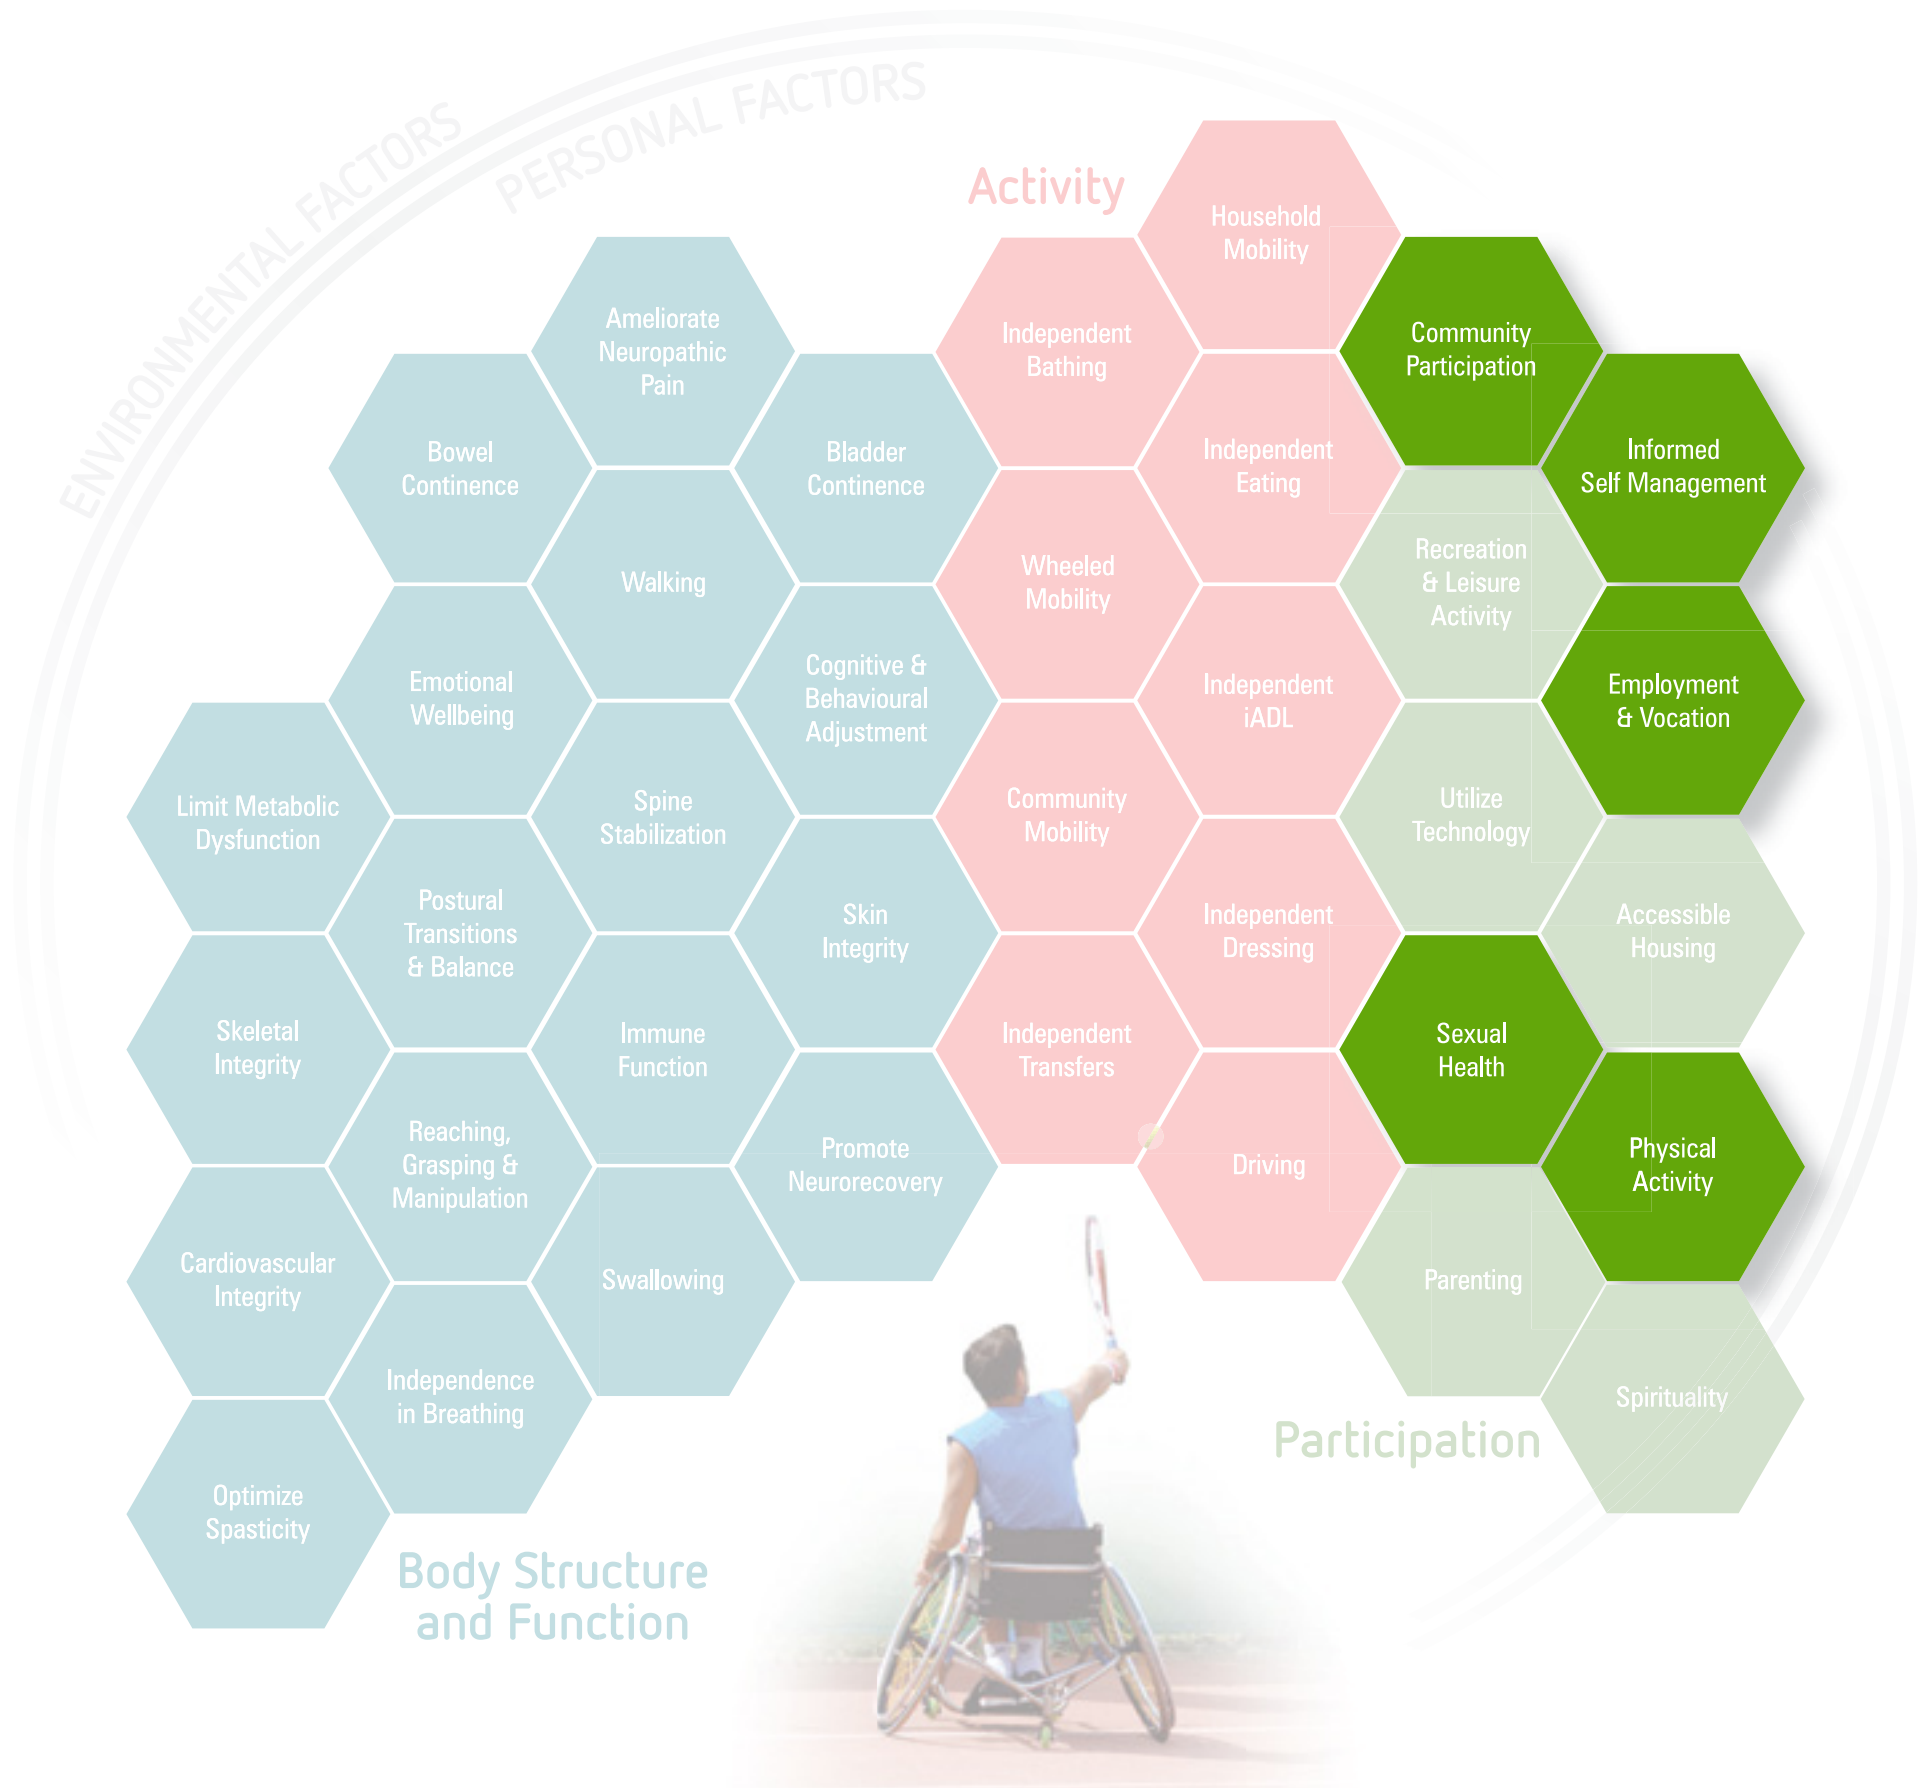 ENVIRONMENTAL FACTORS
PERSONAL FACTORS
Activity
Household
Mobility
Independent
Bathing
Community
Participation
Ameliorate
Neuropathic
Pain
Bowel
Continence
Bladder
Continence
Independent
Eating
Informed
Self Management
Walking
Wheeled
Mobility
Recreation
& Leisure
Activity
Emotional
Wellbeing
Cognitive &
Behavioural
Adjustment
Independent
iADL
Employment
& Vocation
Limit Metabolic
Dysfunction
Spine
Stabilization
Community
Mobility
Utilize
Technology
Postural
Transitions
& Balance
Skin
Integrity
Independent
Dressing
Accessible
Housing
Skeletal
Integrity
Immune
Function
Independent
Transfers
Sexual
Health
Reaching,
Grasping &
Manipulation
Promote
Neurorecovery
Driving
Physical
Activity
Cardiovascular
Integrity
Swallowing
Parenting
Independence
in Breathing
Spirituality
Participation
Optimize
Spasticity
Body Structure
and Function